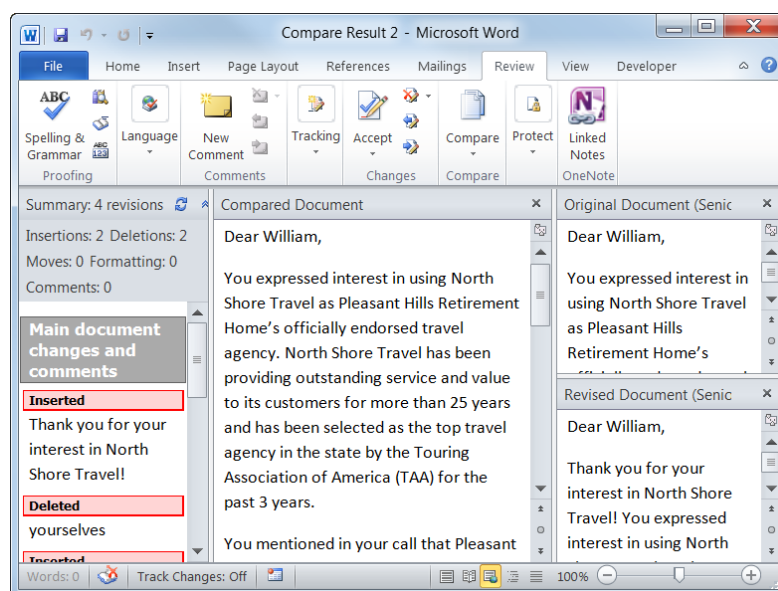 Compare Result 2 - Microsoft Word
File Home Insert Page Layout References Mailings Review View Developer
ABC
Spelling &
Grammar
ABC
123
Proofing
Language
New
Comment
Comments
Tracking
Accept
Changes
Compare
Compare
Protect
Linked
Notes
OneNote
Summary: 4 revisions
Insertions: 2 Deletions: 2
Moves: 0 Formatting: 0
Comments: 0
Main document
changes and
comments
Inserted
Thank you for your
interest in North
Shore Travel!
Deleted
yourselves
Inserted
Compared Document
Dear William,
You expressed interest in using North
Shore Travel as Pleasant Hills Retirement
Home's officially endorsed travel
agency. North Shore Travel has been
providing outstanding service and value
to its customers for more than 25 years
and has been selected as the top travel
agency in the state by the Touring
Association of America (TAA) for the
past 3 years.
You mentioned in your call that Pleasant
Original Document (Senic
Dear William,
You expressed interest in
using North Shore Travel
as Pleasant Hills
Retirement Home's
Revised Document (Senic
Dear William,
Thank you for your
interest in North Shore
Travel! You expressed
interest in using North
Words: 0 Track Changes: Off 100%